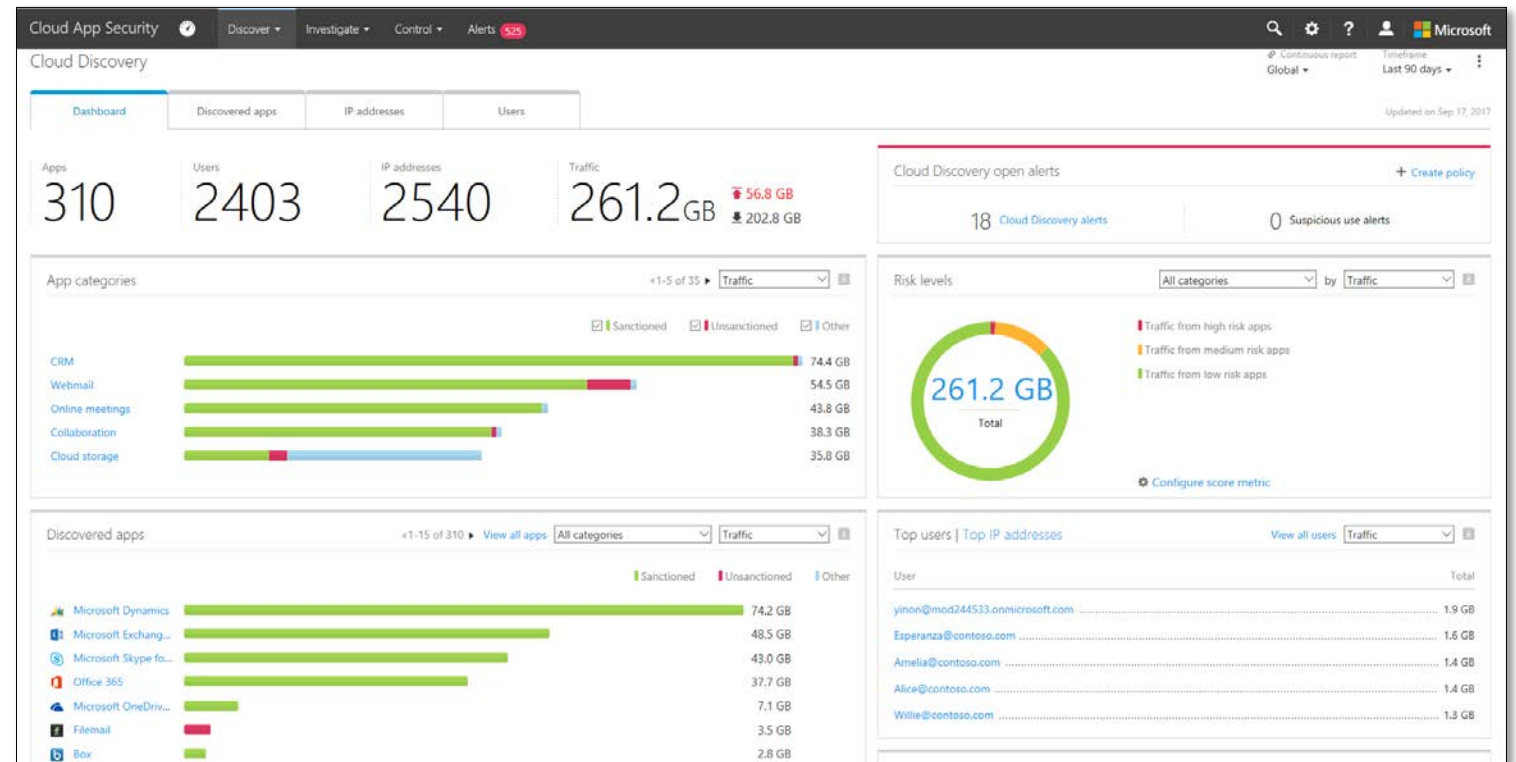 Cloud App Security Discover Investigate Control Alerts 525 ? Microsoft
Cloud Discovery
Continuous report Timeframe
Global Last 90 days
Dashboard Discovered apps IP addresses Users
Updated on Sep 17, 2017
Apps Users IP addresses Traffic
310 2403 2540 261.2GB
56.8 GB
202.8 GB
Cloud Discovery open alerts + Create policy
18 Cloud Discovery alerts 0 Suspicious use alerts
App categories 1-5 of 35 Traffic
Sanctioned Unsanctioned Other
CRM 74.4 GB
Webmail 54.5 GB
Online meetings 43.8 GB
Collaboration 38.3 GB
Cloud storage 35.8 GB
Risk levels All categories by Traffic
Traffic from high risk apps
Traffic from medium risk apps
Traffic from low risk apps
261.2 GB
Total
Configure score metric
Discovered apps 1-15 of 310 View all apps All categories Traffic
Sanctioned Unsanctioned Other
Microsoft Dynamics 74.2 GB
Microsoft Exchang... 48.5 GB
Microsoft Skype fo... 43.0 GB
Office 365 37.7 GB
Microsoft OneDriv... 7.1 GB
Filemail 3.5 GB
Box 2.8 GB
Top users | Top IP addresses View all users Traffic
User Total
yinon@mod244533.onmicrosoft.com 1.9 GB
Esperanza@contoso.com 1.6 GB
Amelia@contoso.com 1.4 GB
Alice@contoso.com 1.4 GB
Willie@contoso.com 1.3 GB